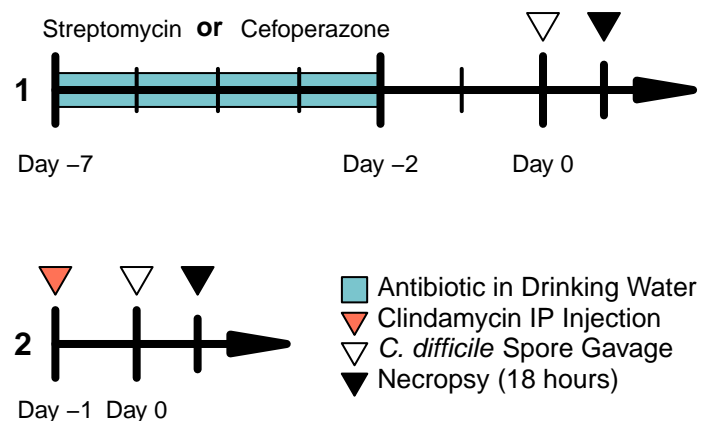 Streptomycin or Cefoperazone
1
Day −7 Day −2 Day 0
2
Day −1 Day 0
Antibiotic in Drinking Water
Clindamycin IP Injection
C. difficile Spore Gavage
Necropsy (18 hours)